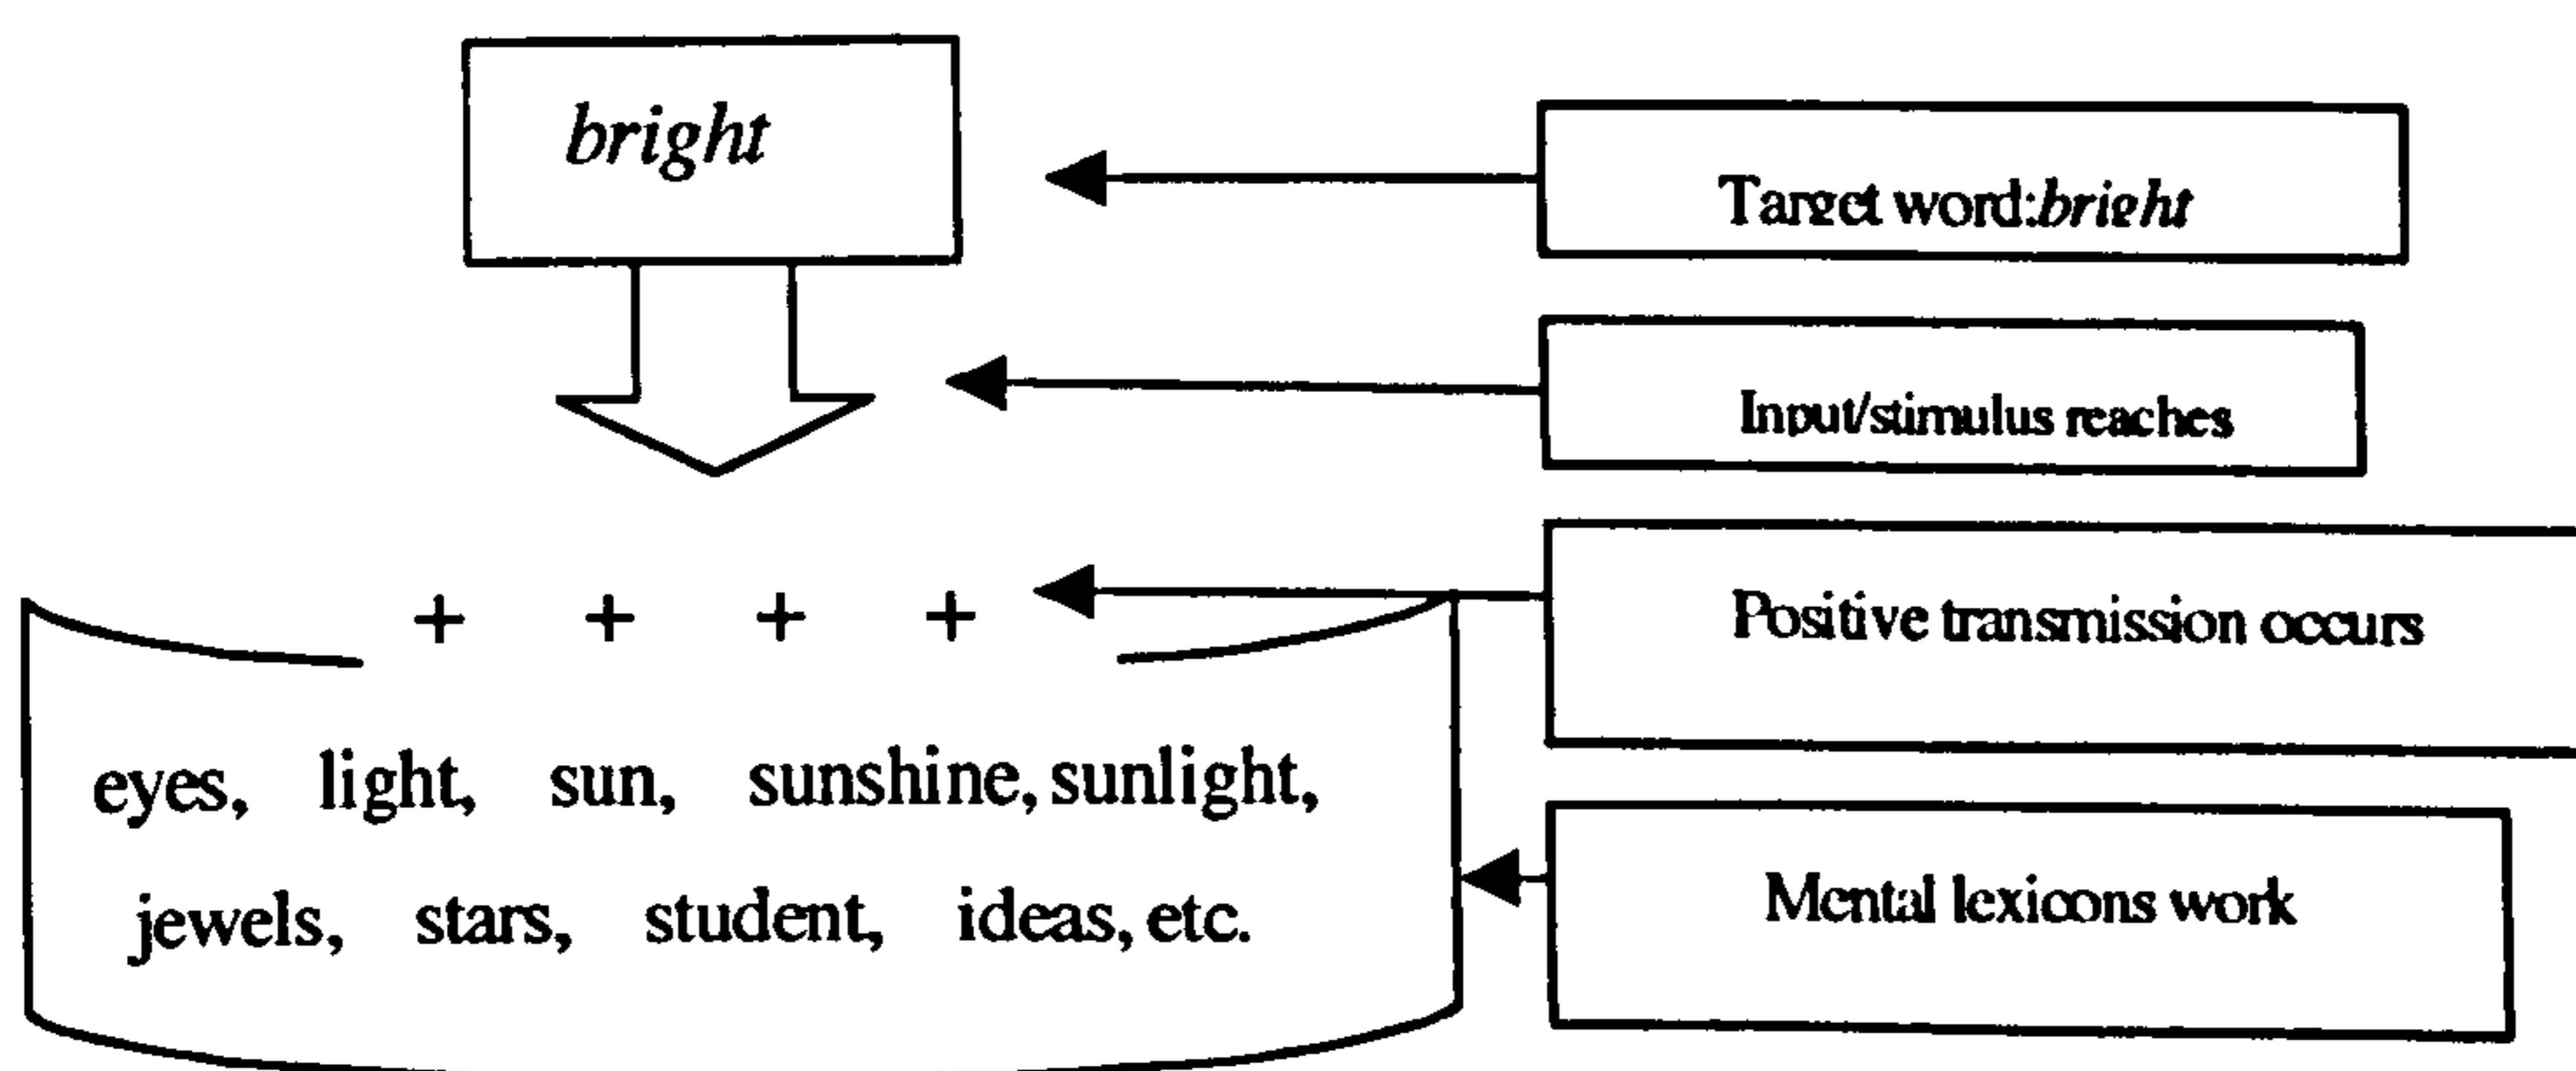 bright
Target word:bright
Input/stimulus reaches
+ + + +
Positive transmission occurs
eyes, light, sun, sunshine, sunlight,
jewels, stars, student, ideas, etc.
Mental lexicons work